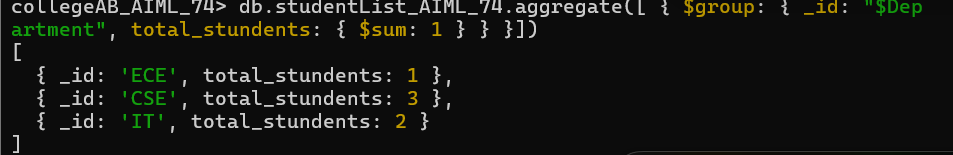 collegeAB_AIML_74> db.studentList_AIML_74.aggregate([ { $group: { _id: "$Dep
artment", total_stundents: { $sum: 1 } } }])
[
  { _id: 'ECE', total_stundents: 1 },
  { _id: 'CSE', total_stundents: 3 },
  { _id: 'IT', total_stundents: 2 }
]